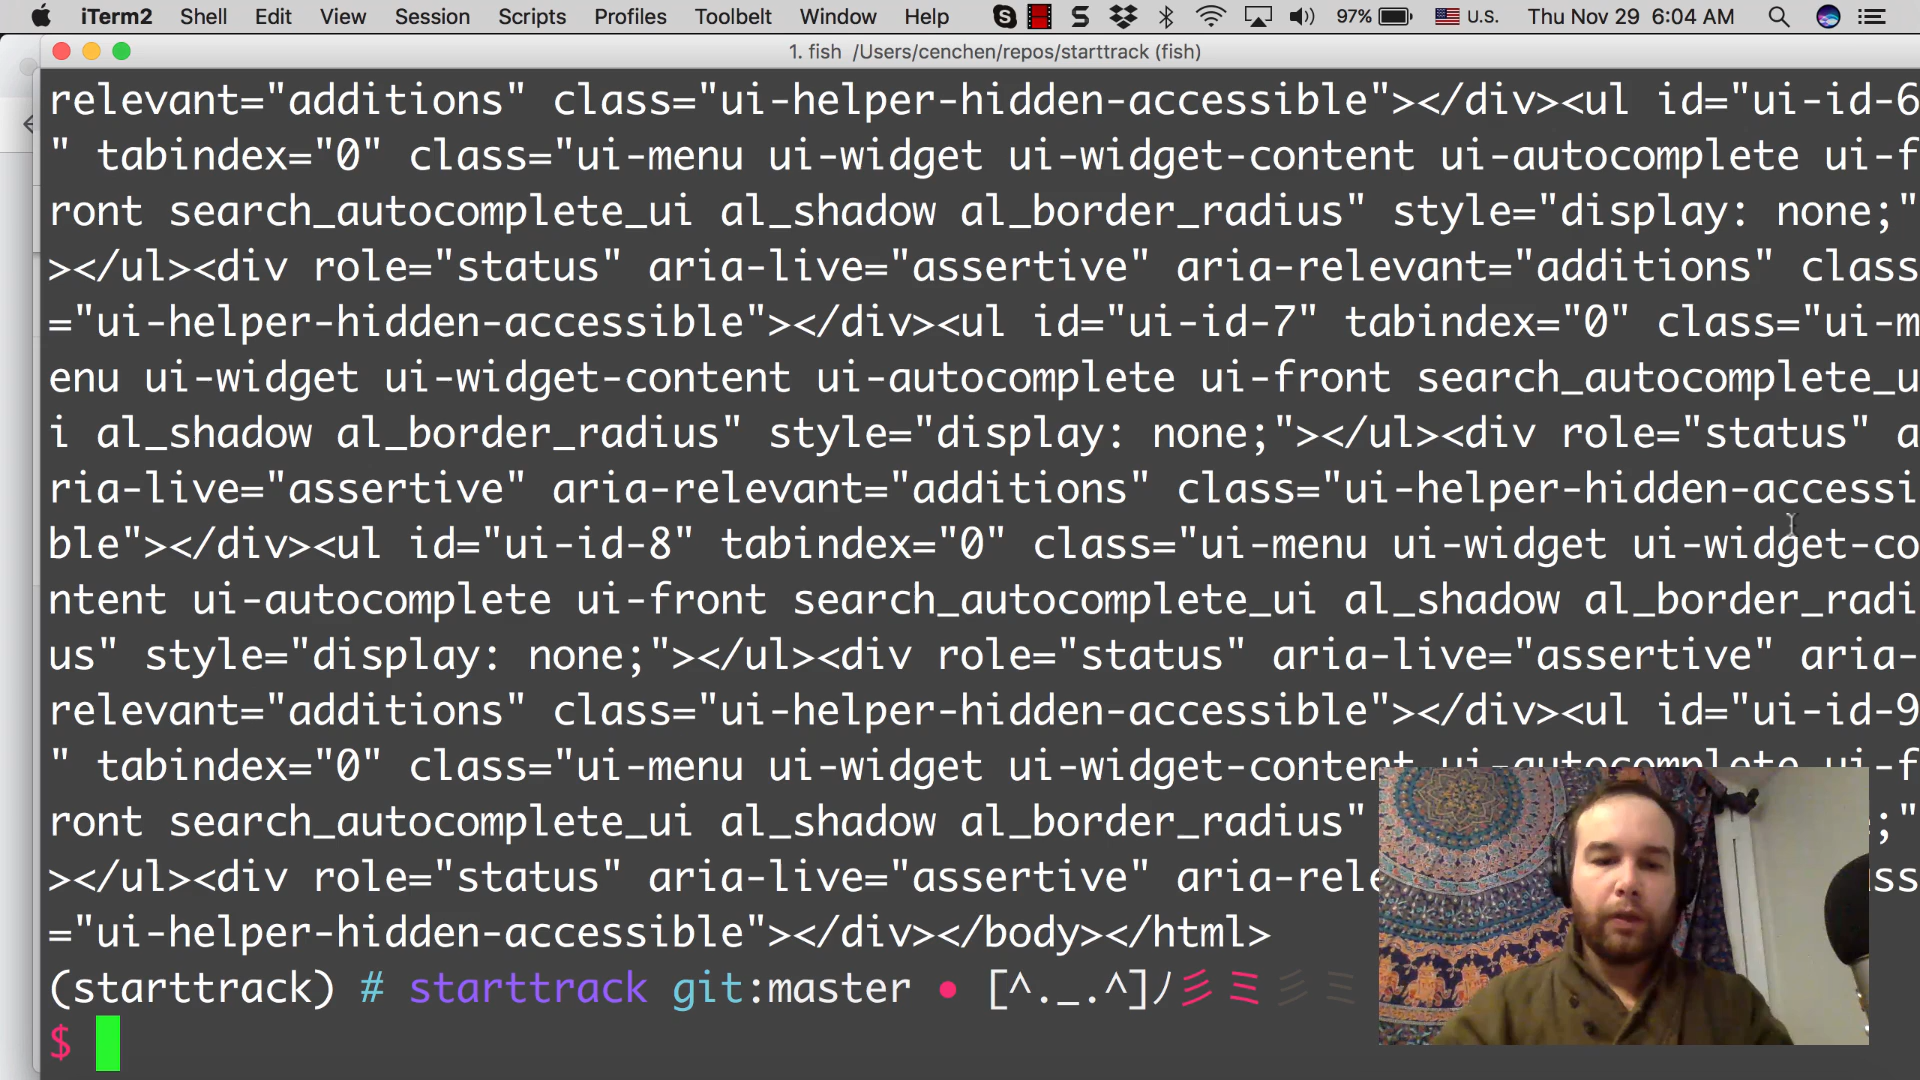 iTerm2 Shell Edit View Session Scripts Profiles Toolbelt Window Help 97% U.S. Thu Nov 29 6:04 AM
1. fish /Users/cenchen/repos/starttrack (fish)
relevant="additions" class="ui-helper-hidden-accessible"></div><ul id="ui-id-6
" tabindex="0" class="ui-menu ui-widget ui-widget-content ui-autocomplete ui-f
ront search_autocomplete_ui al_shadow al_border_radius" style="display: none;"
></ul><div role="status" aria-live="assertive" aria-relevant="additions" class
="ui-helper-hidden-accessible"></div><ul id="ui-id-7" tabindex="0" class="ui-m
enu ui-widget ui-widget-content ui-autocomplete ui-front search_autocomplete_u
i al_shadow al_border_radius" style="display: none;"></ul><div role="status" a
ria-live="assertive" aria-relevant="additions" class="ui-helper-hidden-accessi
ble"></div><ul id="ui-id-8" tabindex="0" class="ui-menu ui-widget ui-widget-co
ntent ui-autocomplete ui-front search_autocomplete_ui al_shadow al_border_radi
us" style="display: none;"></ul><div role="status" aria-live="assertive" aria-
relevant="additions" class="ui-helper-hidden-accessible"></div><ul id="ui-id-9
" tabindex="0" class="ui-menu ui-widget ui-widget-content ui-autocomplete ui-f
ront search_autocomplete_ui al_shadow al_border_radius" ;"
></ul><div role="status" aria-live="assertive" aria-rele ss
="ui-helper-hidden-accessible"></div></body></html>
(starttrack) # starttrack git:master • [^._.^]ﾉ彡ミ彡ミ
$